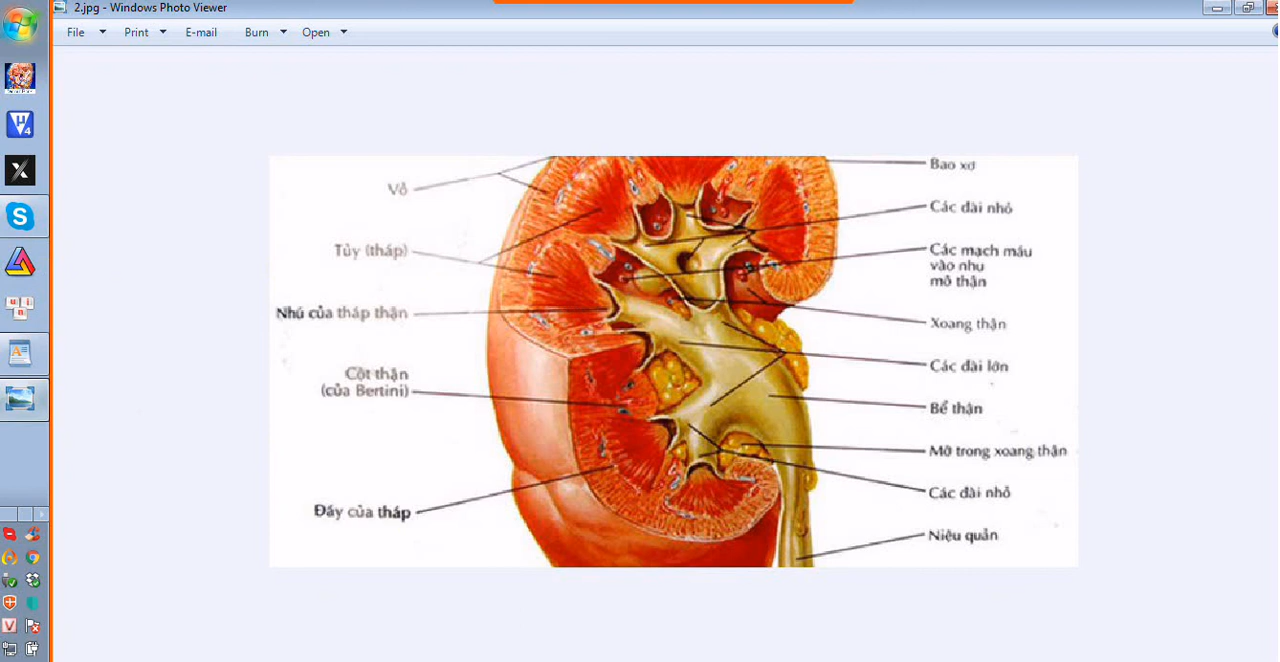 2.jpg - Windows Photo Viewer
File Print E-mail Burn Open
Vỏ
Tủy (tháp)
Nhú của tháp thận
Cột thận
(của Bertini)
Đáy của tháp
Bao xơ
Các đài nhỏ
Các mạch máu
vào nhu
mô thận
Xoang thận
Các đài lớn
Bể thận
Mỡ trong xoang thận
Các đài nhỏ
Niệu quản